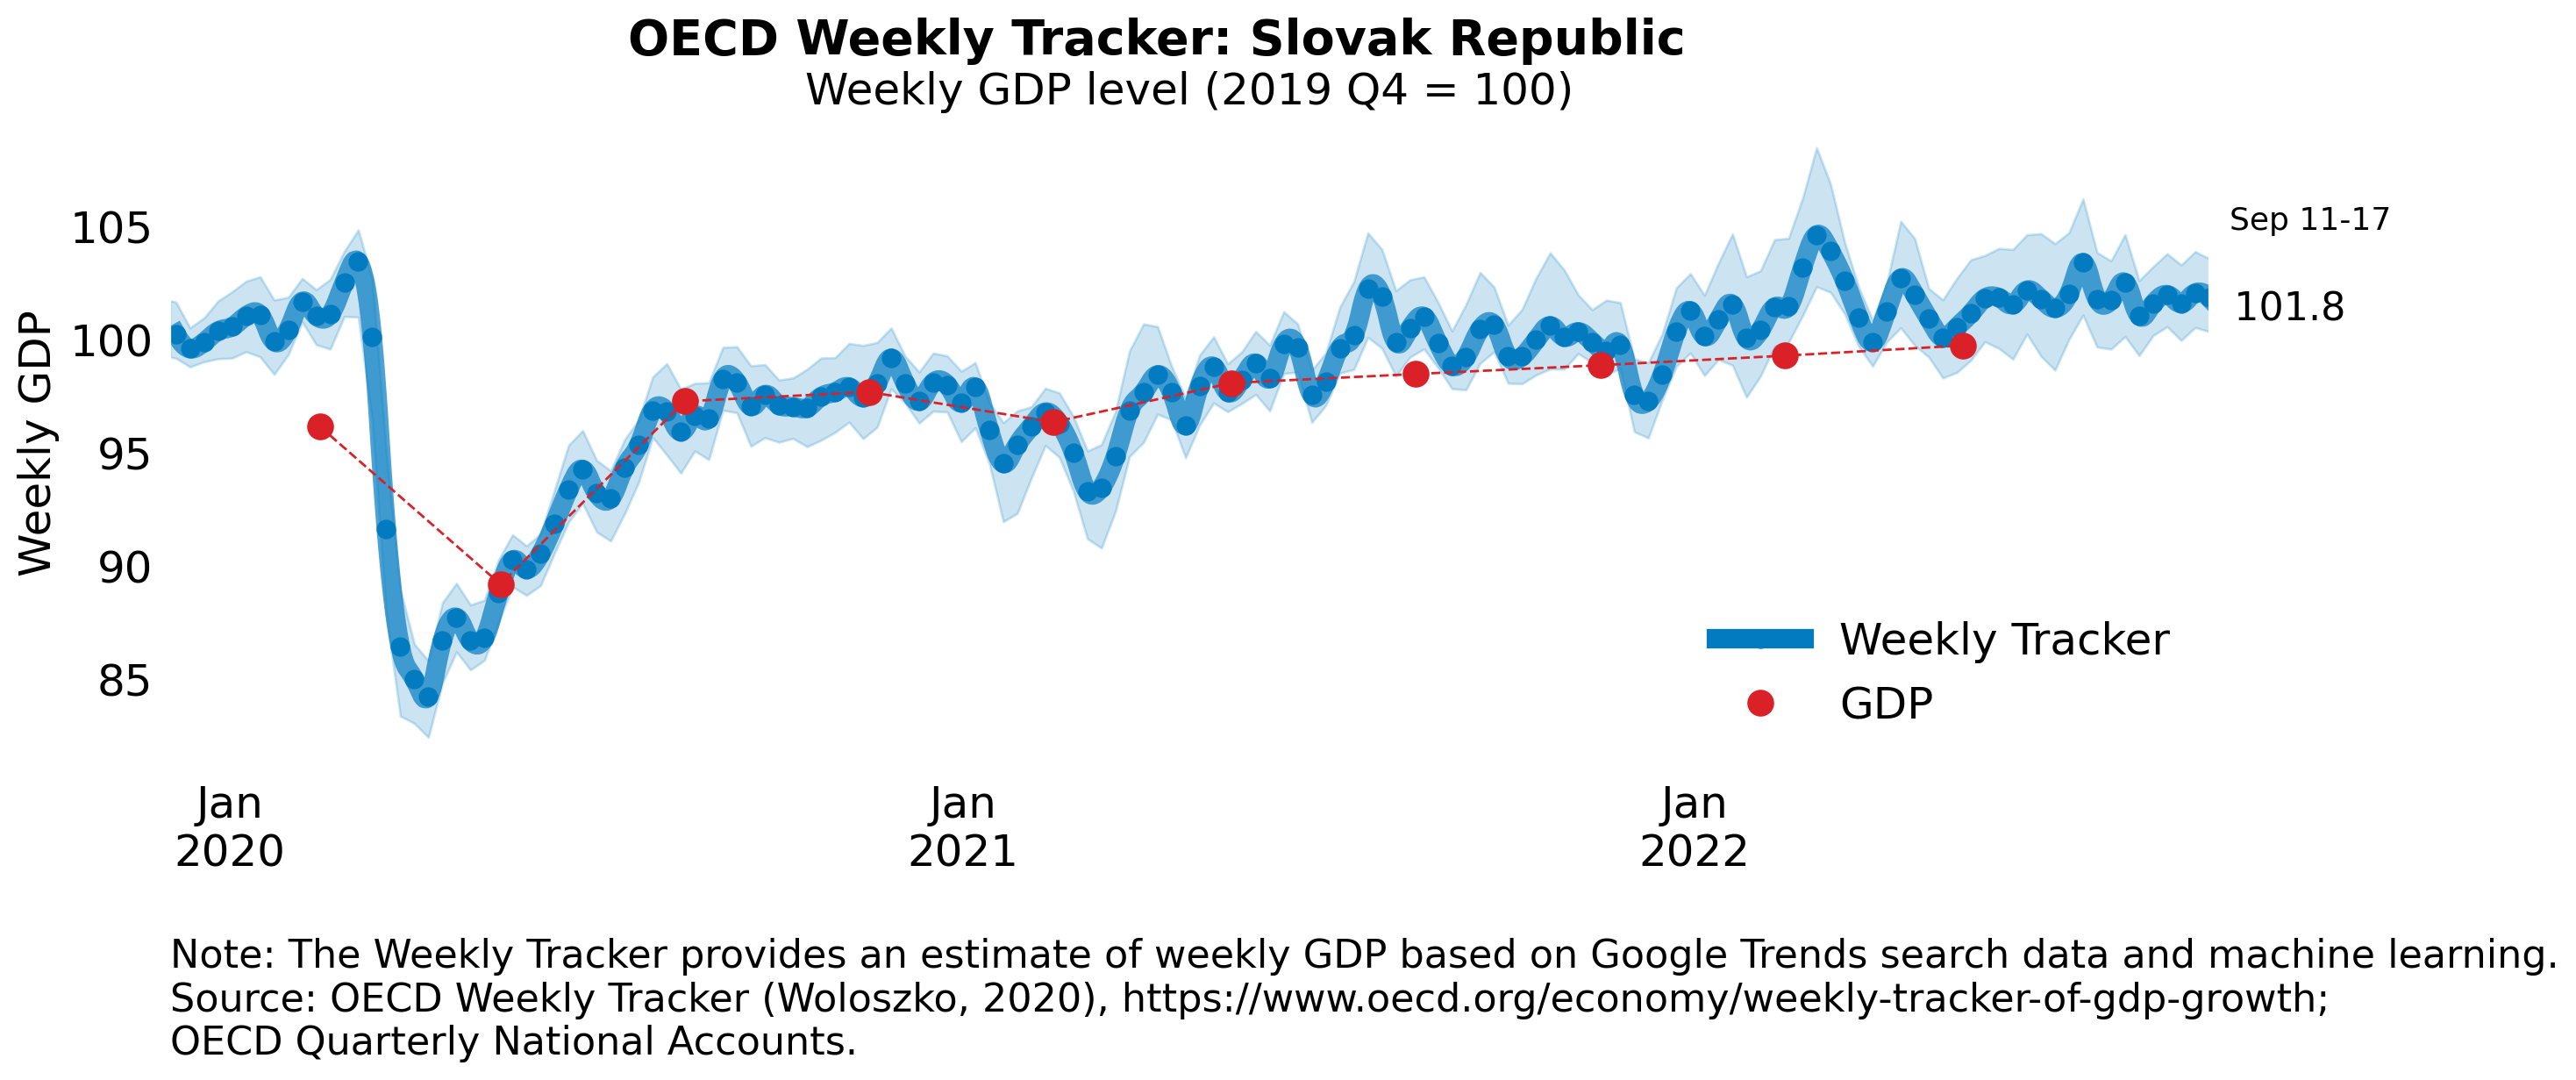 OECD Weekly Tracker: Slovak Republic
Weekly GDP level (2019 Q4 = 100)
Weekly GDP
105
100
95
90
85
Sep 11-17
101.8
Weekly Tracker
GDP
Jan
2020
Jan
2021
Jan
2022
Note: The Weekly Tracker provides an estimate of weekly GDP based on Google Trends search data and machine learning.
Source: OECD Weekly Tracker (Woloszko, 2020), https://www.oecd.org/economy/weekly-tracker-of-gdp-growth;
OECD Quarterly National Accounts.